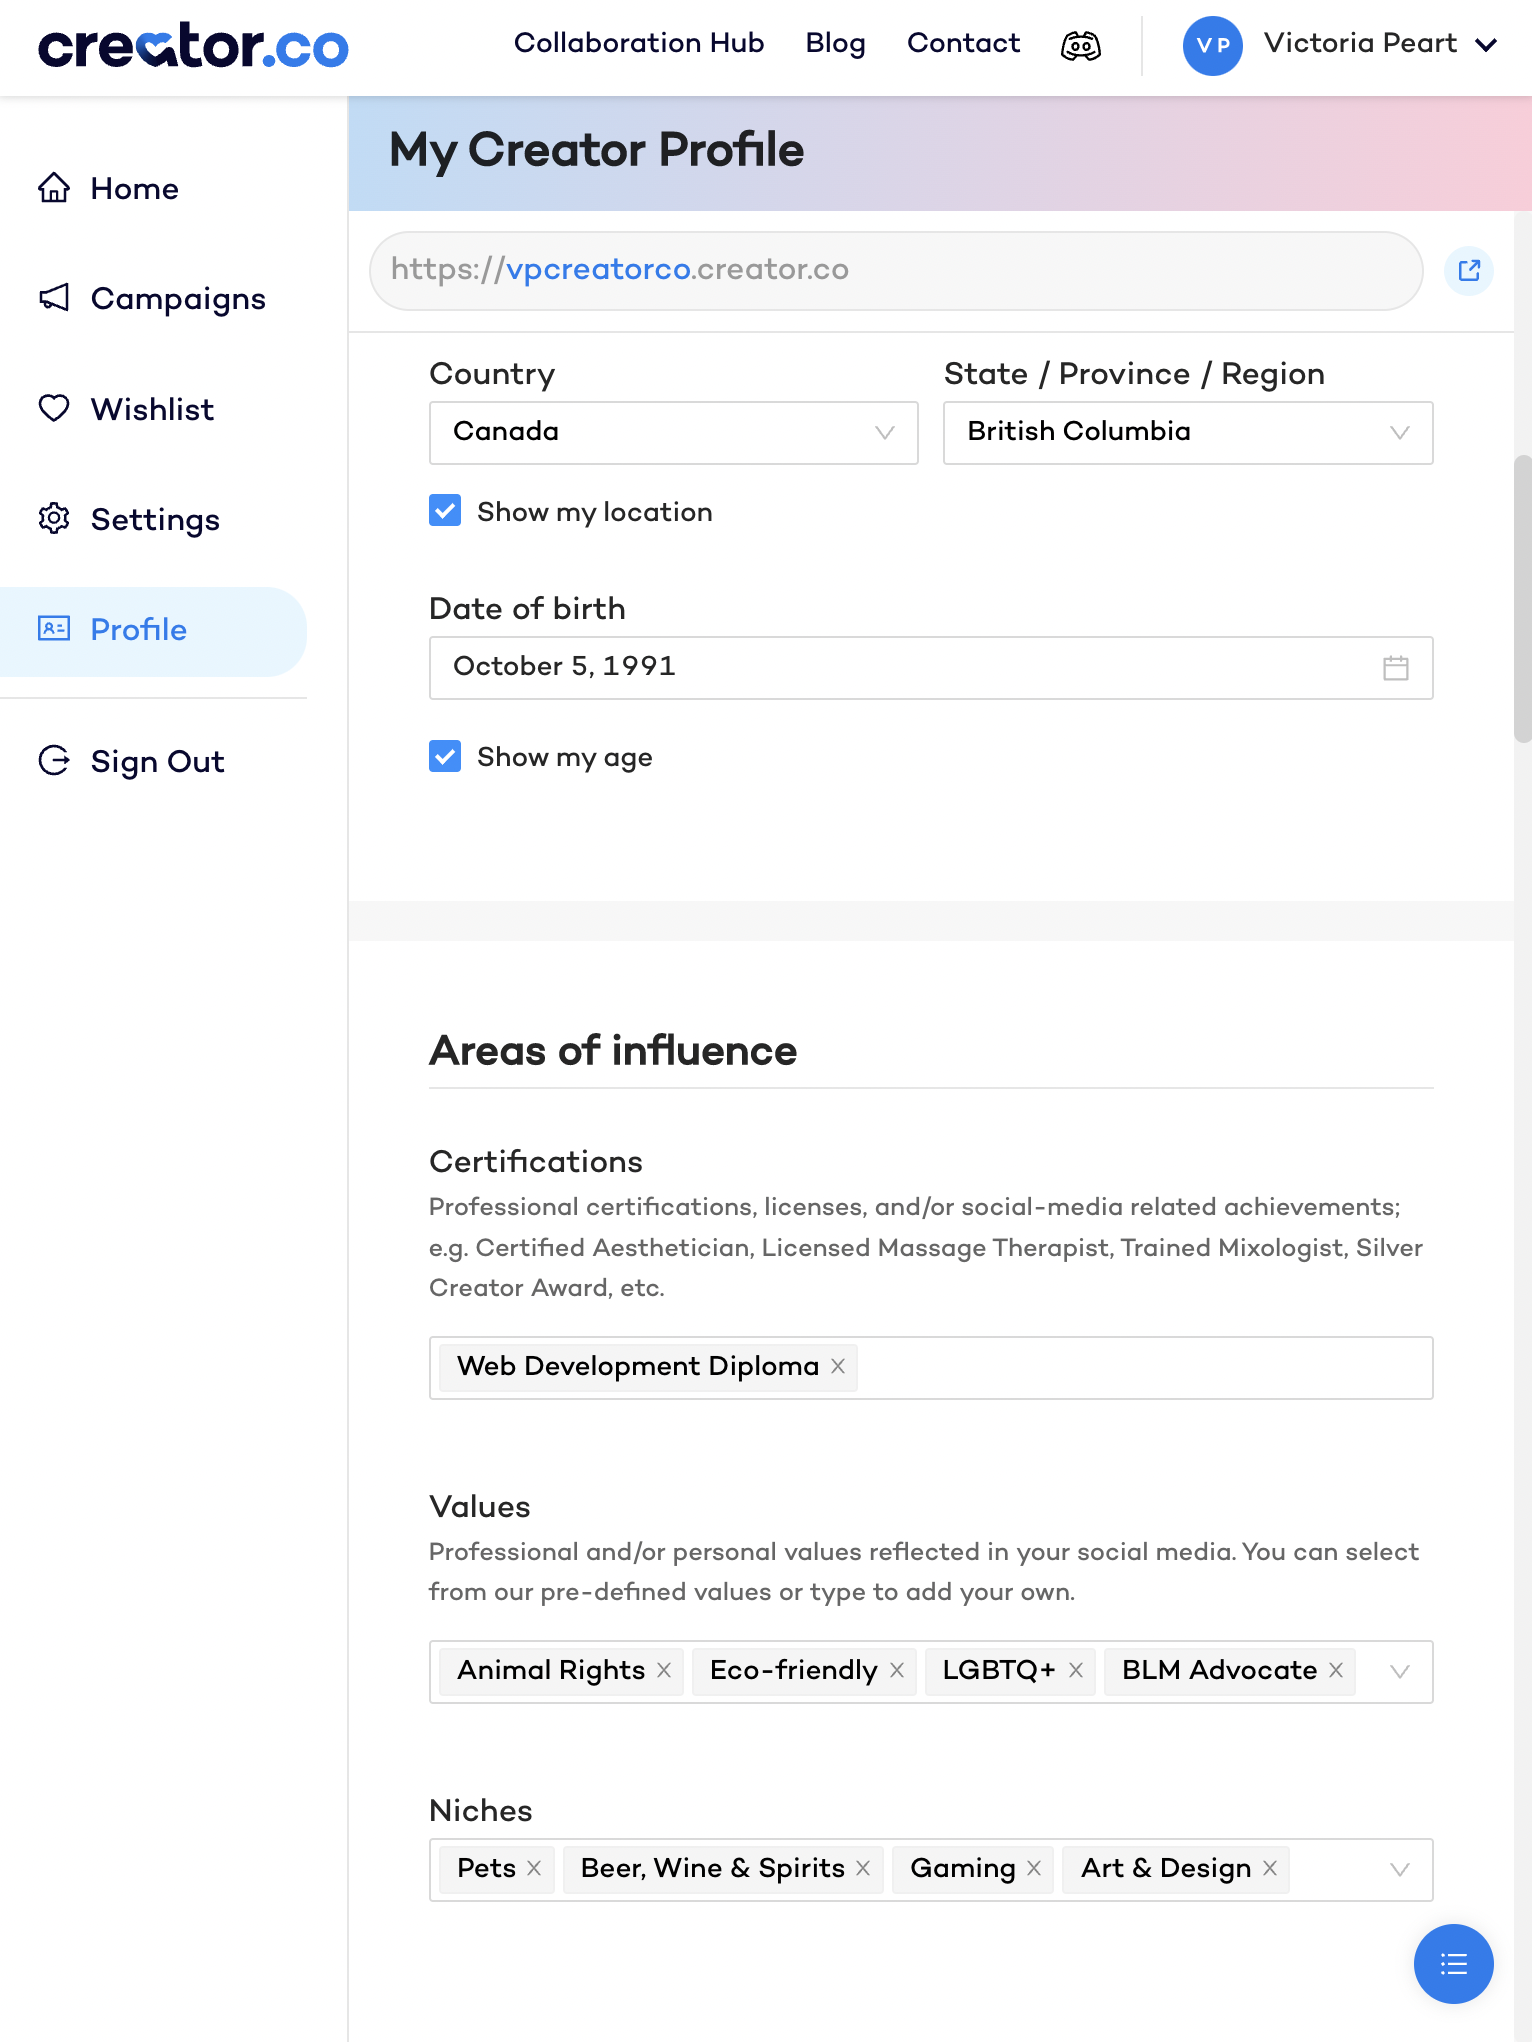 creator.co
Collaboration Hub
Blog
Contact
VP
Victoria Peart
Home
Campaigns
Wishlist
Settings
Profile
Sign Out
My Creator Profile
https://vpcreatorco.creator.co
Country
State / Province / Region
Canada
British Columbia
Show my location
Date of birth
October 5, 1991
Show my age
Areas of influence
Certifications
Professional certifications, licenses, and/or social-media related achievements;
e.g. Certified Aesthetician, Licensed Massage Therapist, Trained Mixologist, Silver
Creator Award, etc.
Web Development Diploma
Values
Professional and/or personal values reflected in your social media. You can select
from our pre-defined values or type to add your own.
Animal Rights
Eco-friendly
LGBTQ+
BLM Advocate
Niches
Pets
Beer, Wine & Spirits
Gaming
Art & Design